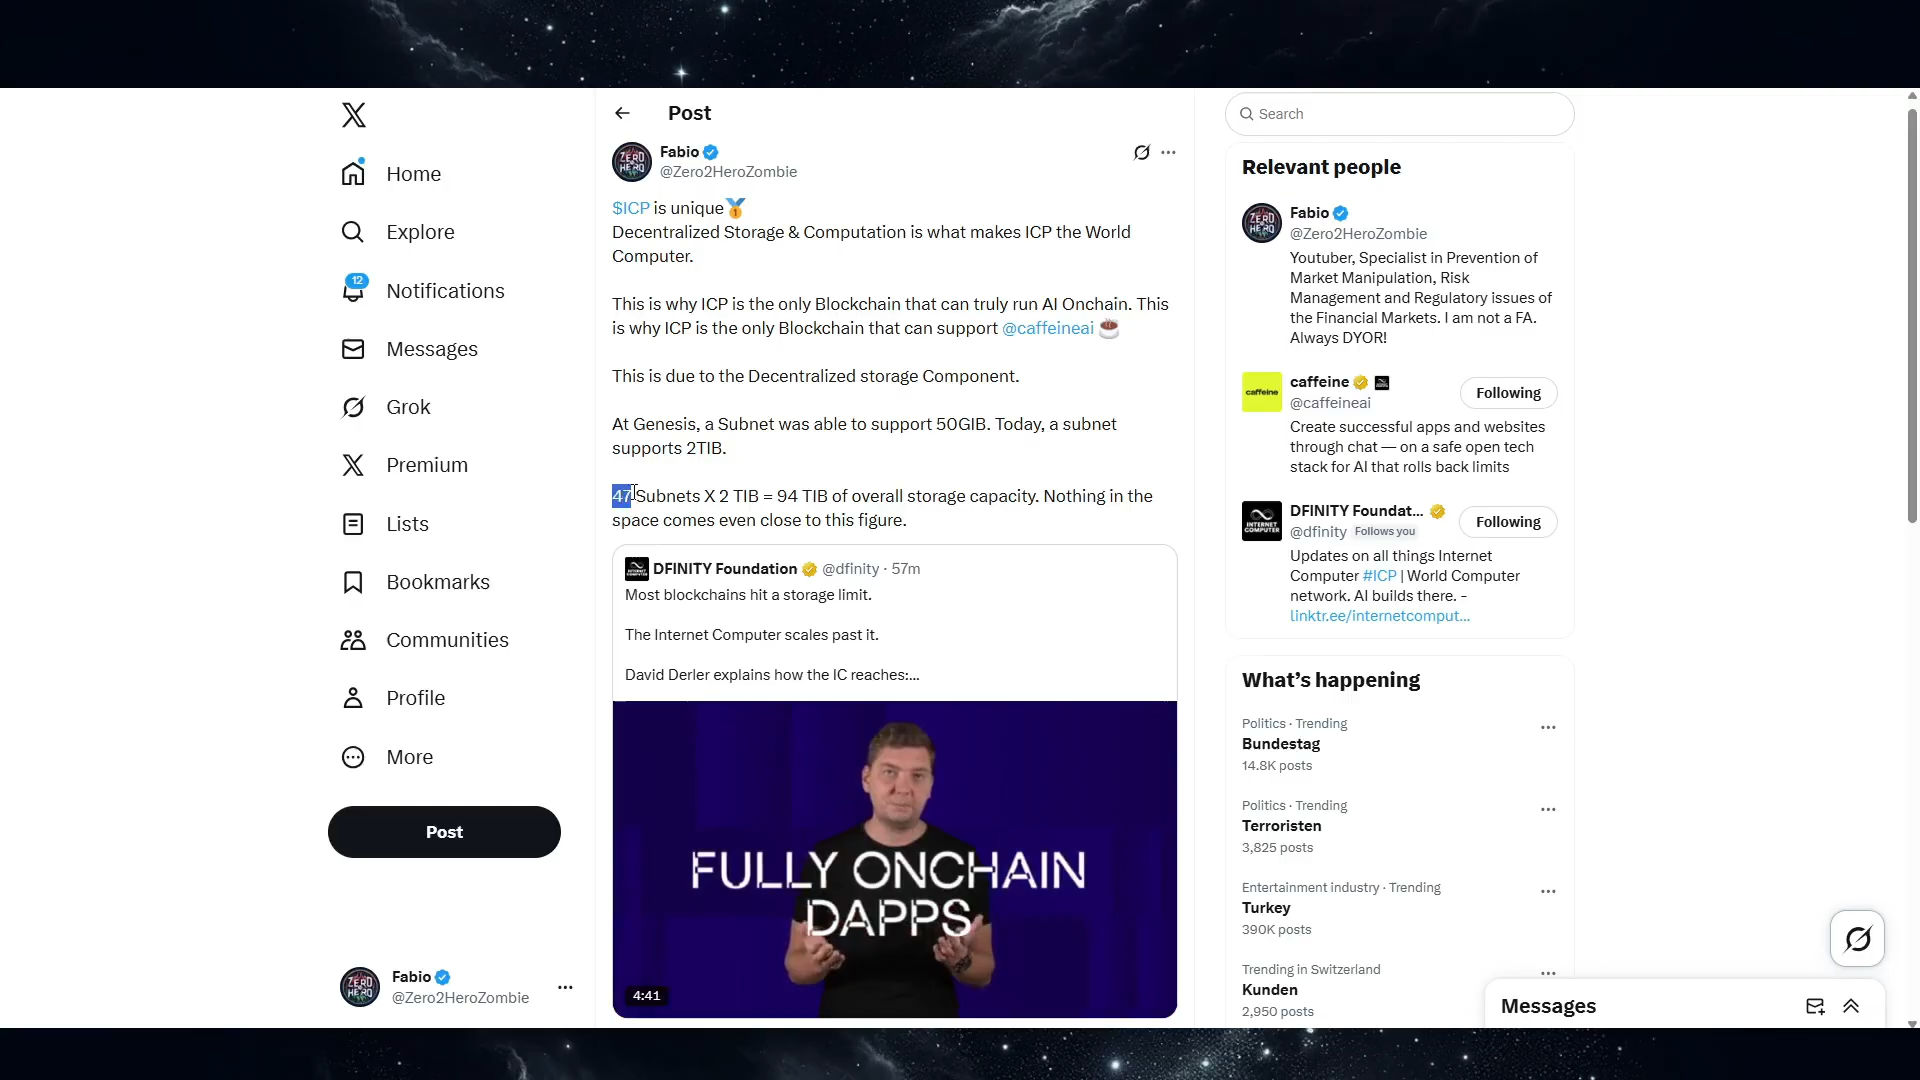 Home
Explore
12
Notifications
Messages
Grok
Premium
Lists
Bookmarks
Communities
Profile
More
Post
Fabio
@Zero2HeroZombie
Post
Fabio
@Zero2HeroZombie
$ICP is unique🥇
Decentralized Storage & Computation is what makes ICP the World
Computer.
This is why ICP is the only Blockchain that can truly run AI Onchain. This
is why ICP is the only Blockchain that can support @caffeineai ☕
This is due to the Decentralized storage Component.
At Genesis, a Subnet was able to support 50GIB. Today, a subnet
supports 2TIB.
47 Subnets X 2 TIB = 94 TIB of overall storage capacity. Nothing in the
space comes even close to this figure.
DFINITY Foundation @dfinity · 57m
Most blockchains hit a storage limit.
The Internet Computer scales past it.
David Derler explains how the IC reaches:...
FULLY ONCHAIN
DAPPS
4:41
Search
Relevant people
ZERO
HERO
Fabio
@Zero2HeroZombie
Youtuber, Specialist in Prevention of
Market Manipulation, Risk
Management and Regulatory issues of
the Financial Markets. I am not a FA.
Always DYOR!
caffeine
caffeine
@caffeineai
Following
Create successful apps and websites
through chat — on a safe open tech
stack for AI that rolls back limits
INTERNET
COMPUTER
DFINITY Foundat...
@dfinity Follows you
Following
Updates on all things Internet
Computer #ICP | World Computer
network. AI builds there. -
linktr.ee/internetcomput...
What's happening
Politics · Trending
Bundestag
14.8K posts
Politics · Trending
Terroristen
3,825 posts
Entertainment industry · Trending
Turkey
390K posts
Trending in Switzerland
Kunden
2,950 posts
Messages